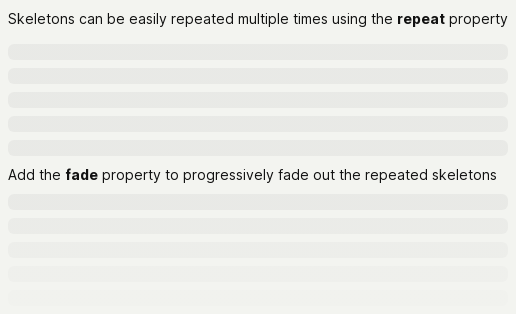 Skeletons can be easily repeated multiple times using the repeat property
Add the fade property to progressively fade out the repeated skeletons